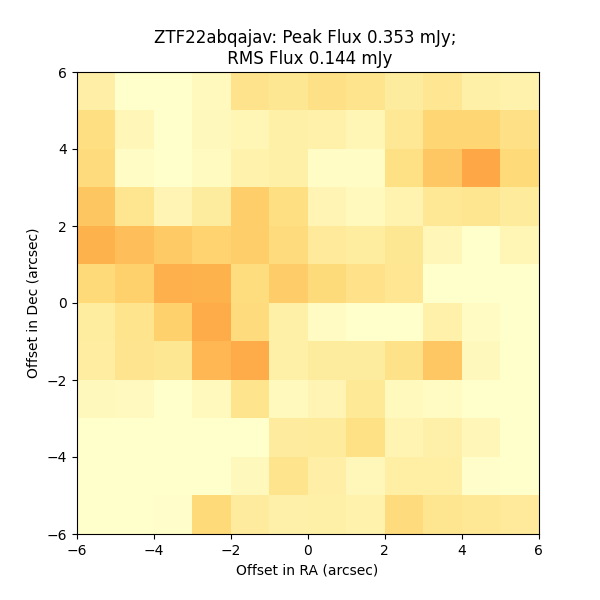 ZTF22abqajav: Peak Flux 0.353 mJy;
RMS Flux 0.144 mJy
6
4
2
0
−2
−4
−6
Offset in Dec (arcsec)
−6 −4 −2 0 2 4 6
Offset in RA (arcsec)